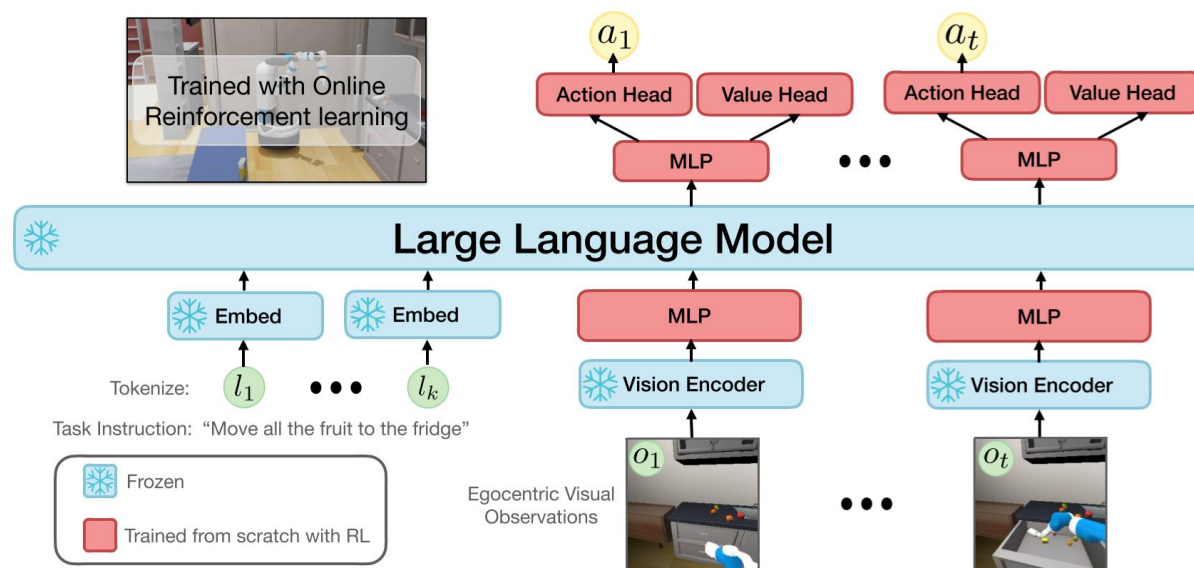 Trained with Online
Reinforcement learning
a₁
aₜ
Action Head
Value Head
Action Head
Value Head
MLP
•••
MLP
Large Language Model
Embed
Embed
MLP
MLP
Tokenize:
l₁
•••
lₖ
Vision Encoder
Vision Encoder
Task Instruction: “Move all the fruit to the fridge”
Frozen
Trained from scratch with RL
Egocentric Visual
Observations
o₁
•••
oₜ